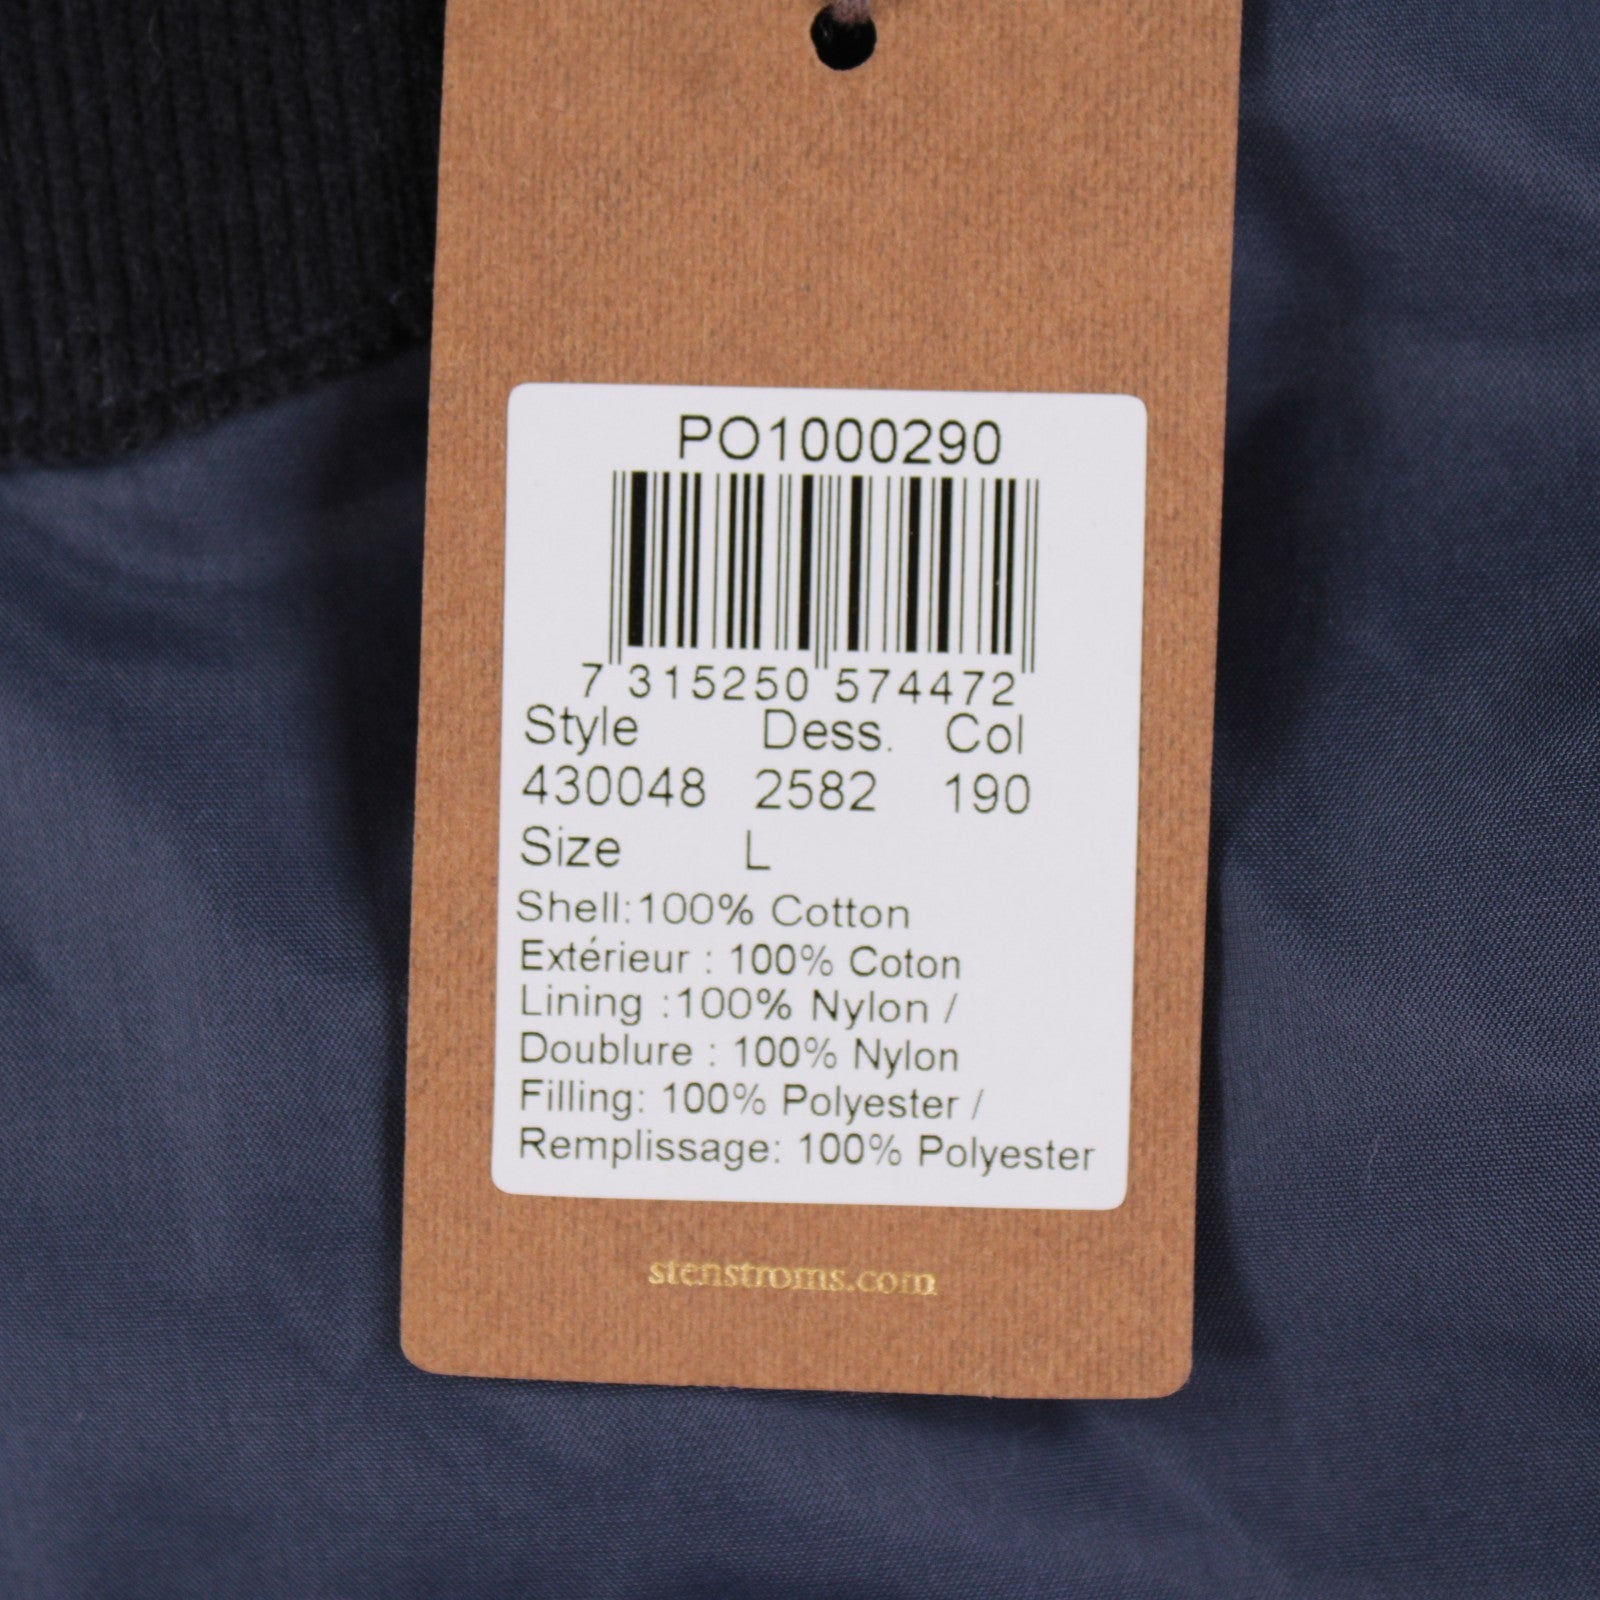 PO1000290
7 315250 574472
Style Dess. Col
430048 2582 190
Size L
Shell:100% Cotton
Extérieur : 100% Coton
Lining :100% Nylon /
Doublure : 100% Nylon
Filling: 100% Polyester /
Remplissage: 100% Polyester
stenstroms.com